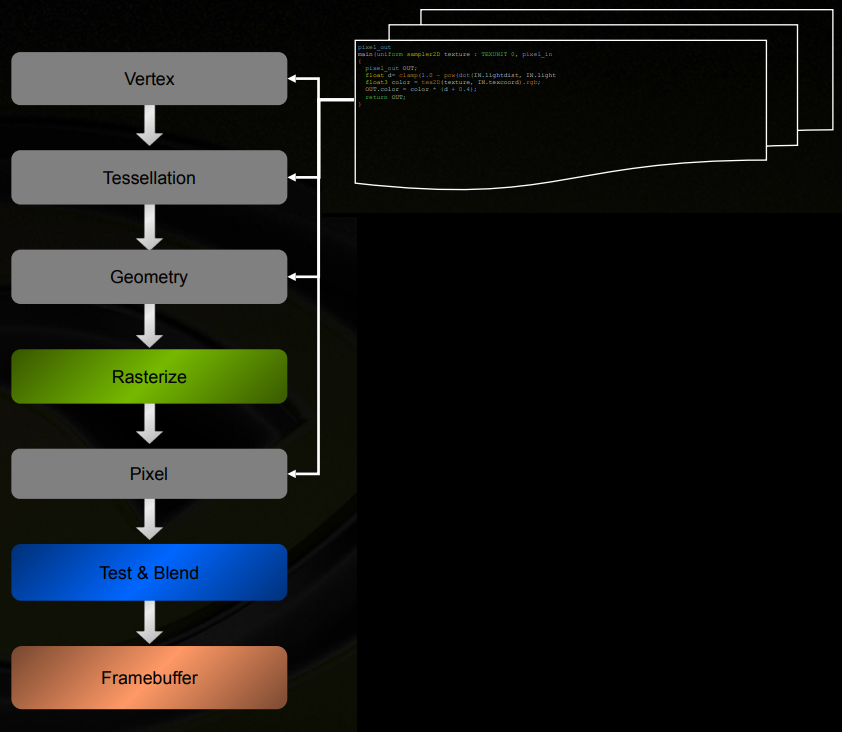 Vertex
Tessellation
Geometry
Rasterize
Pixel
Test & Blend
Framebuffer
pixel_out
main(uniform sampler2D texture : TEXUNIT 0, pixel_in
{
pixel_out OUT;
float d= clamp(1.0 - pow(dot(IN.lightdist, IN.light
float3 color = tex2D(texture, IN.texcoord).rgb;
OUT.color = color * (d + 0.4);
return OUT;
}